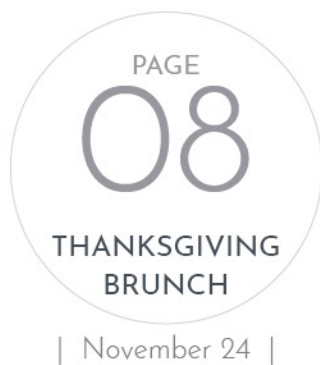 PAGE
08
THANKSGIVING
BRUNCH
| November 24 |